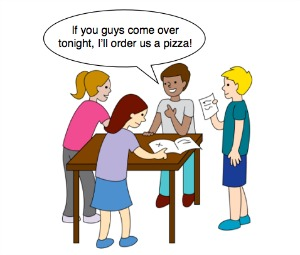 If you guys come over
tonight, I'll order us a pizza!